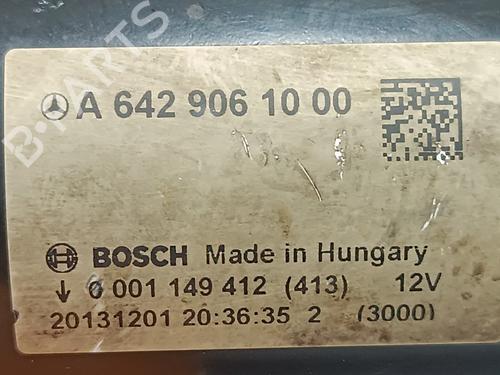 A 642 906 10 00
BOSCH Made in Hungary
0 001 149 412 (413) 12V
20131201 20:36:35 2 (3000)
B-PARTS